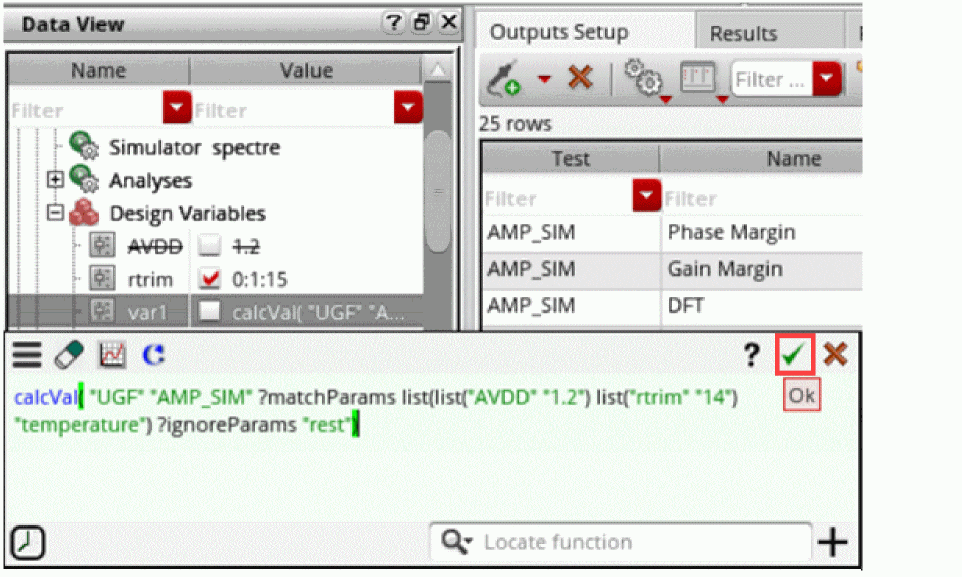 Data View
Name Value
Filter Filter
Simulator spectre
Analyses
Design Variables
AVDD 1.2
rtrim 0:1:15
var1 calcVal( "UGF" "A...
Outputs Setup Results
Filter ...
25 rows
Test Name
Filter Filter
AMP_SIM Phase Margin
AMP_SIM Gain Margin
AMP_SIM DFT
calcVal( "UGF" "AMP_SIM" ?matchParams list(list("AVDD" "1.2") list("rtrim" "14")
"temperature") ?ignoreParams "rest")
Ok
Locate function